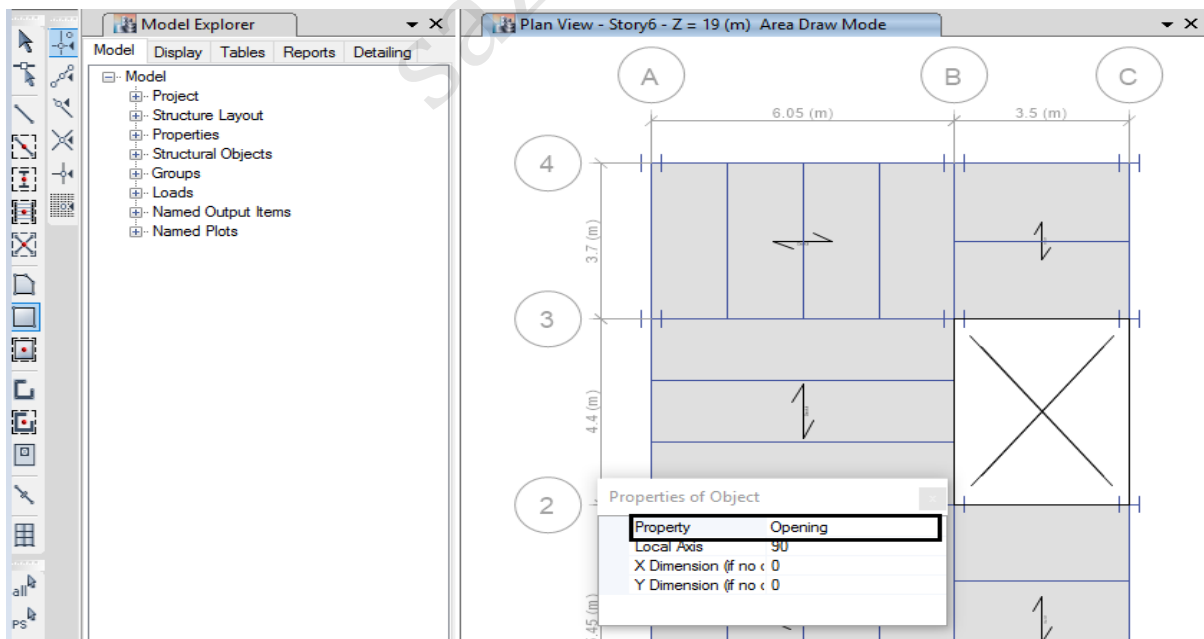 Model Explorer
Model Display Tables Reports Detailing
Model
Project
Structure Layout
Properties
Structural Objects
Groups
Loads
Named Output Items
Named Plots
all
PS
Plan View - Story6 - Z = 19 (m) Area Draw Mode
A B C
6.05 (m) 3.5 (m)
4
3.7 (m)
3
4.4 (m)
2
.45 (m)
Properties of Object
Property Opening
Local Axis 90
X Dimension (if no c 0
Y Dimension (if no c 0